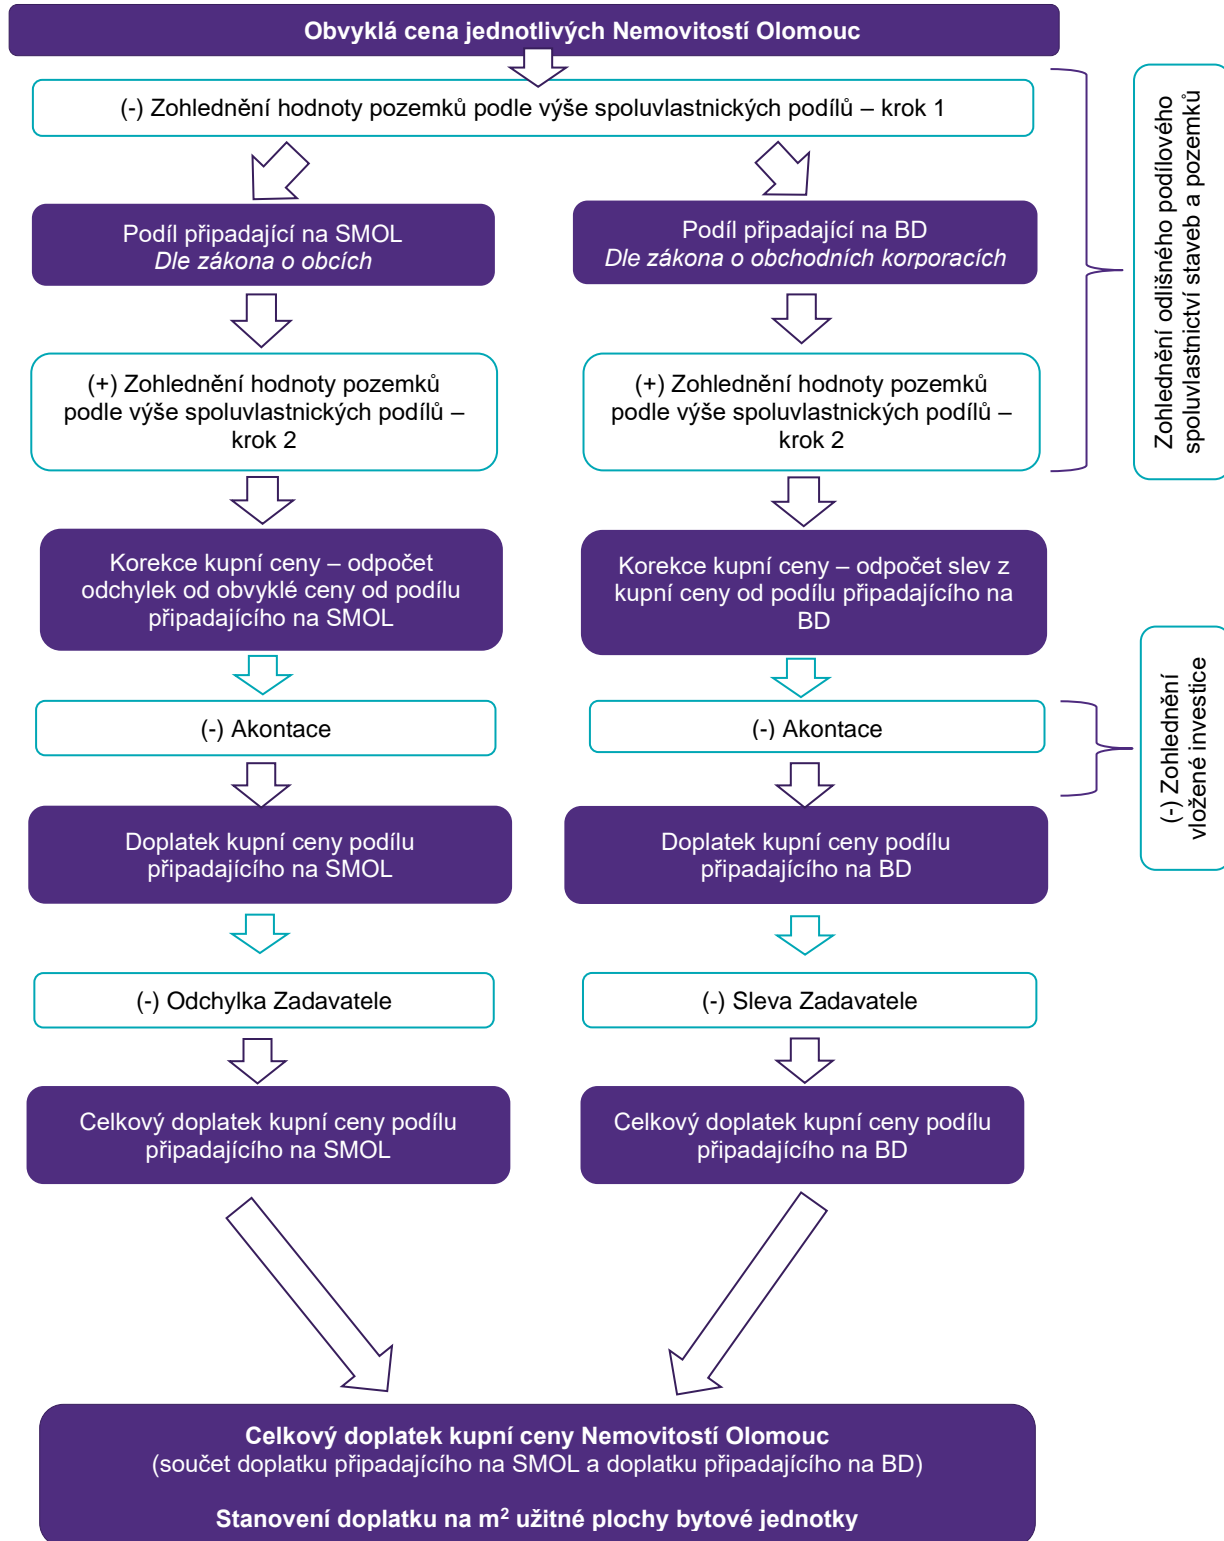 Obvyklá cena jednotlivých Nemovitostí Olomouc
(-) Zohlednění hodnoty pozemků podle výše spoluvlastnických podílů – krok 1
Podíl připadající na SMOL
Dle zákona o obcích
Podíl připadající na BD
Dle zákona o obchodních korporacích
(+) Zohlednění hodnoty pozemků
podle výše spoluvlastnických podílů –
krok 2
(+) Zohlednění hodnoty pozemků
podle výše spoluvlastnických podílů –
krok 2
Zohlednění odlišného podílového
spoluvlastnictví staveb a pozemků
Korekce kupní ceny – odpočet
odchylek od obvyklé ceny od podílu
připadajícího na SMOL
Korekce kupní ceny – odpočet slev z
kupní ceny od podílu připadajícího na
BD
(-) Akontace
(-) Akontace
(-) Zohlednění
vložené investice
Doplatek kupní ceny podílu
připadajícího na SMOL
Doplatek kupní ceny podílu
připadajícího na BD
(-) Odchylka Zadavatele
(-) Sleva Zadavatele
Celkový doplatek kupní ceny podílu
připadajícího na SMOL
Celkový doplatek kupní ceny podílu
připadajícího na BD
Celkový doplatek kupní ceny Nemovitostí Olomouc
(součet doplatku připadajícího na SMOL a doplatku připadajícího na BD)
Stanovení doplatku na m² užitné plochy bytové jednotky